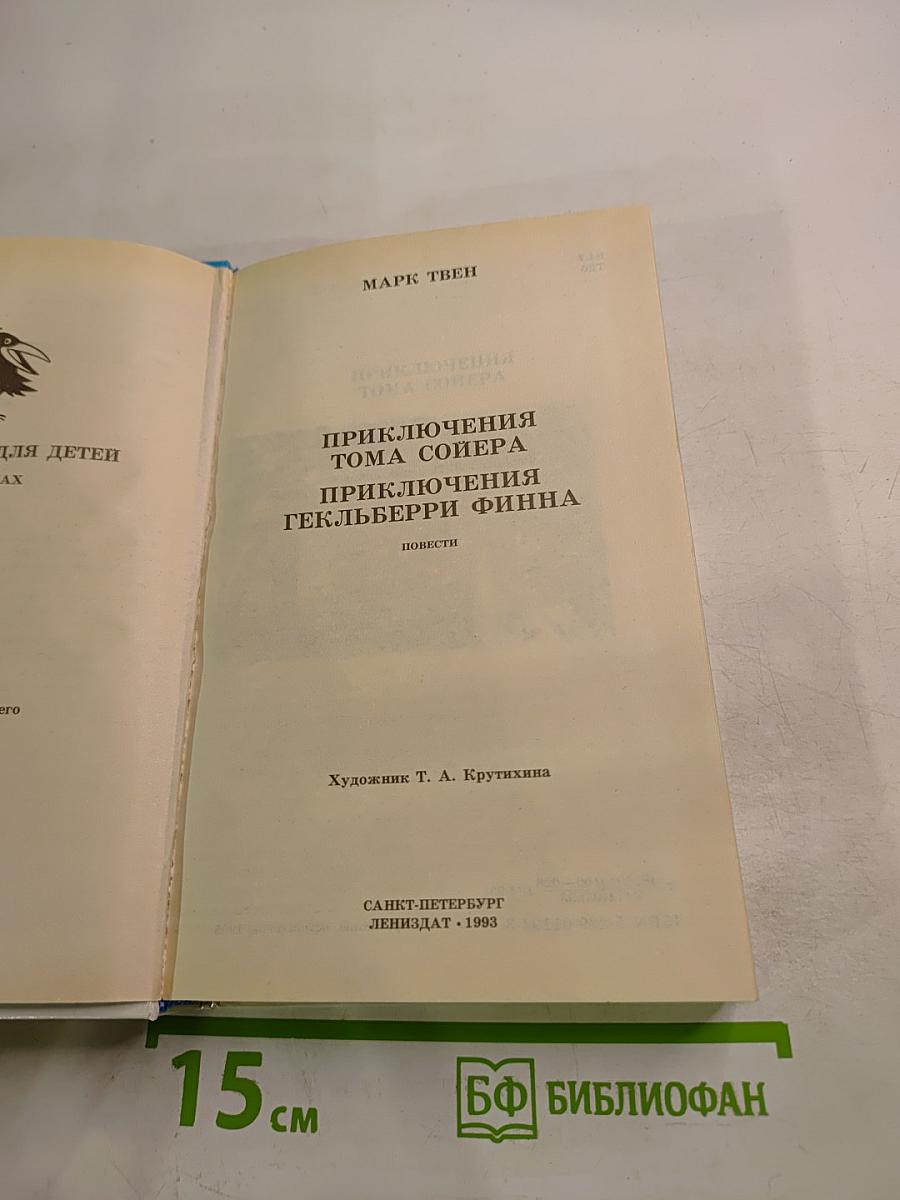 ДЛЯ ДЕТЕЙ
АХ
его
МАРК ТВЕН
ПРИКЛЮЧЕНИЯ
ТОМА СОЙЕРА
ПРИКЛЮЧЕНИЯ
ГЕКЛЬБЕРРИ ФИННА
ПОВЕСТИ
Художник Т. А. Крутихина
САНКТ-ПЕТЕРБУРГ
ЛЕНИЗДАТ • 1993
15 см
БФ БИБЛИОФАН